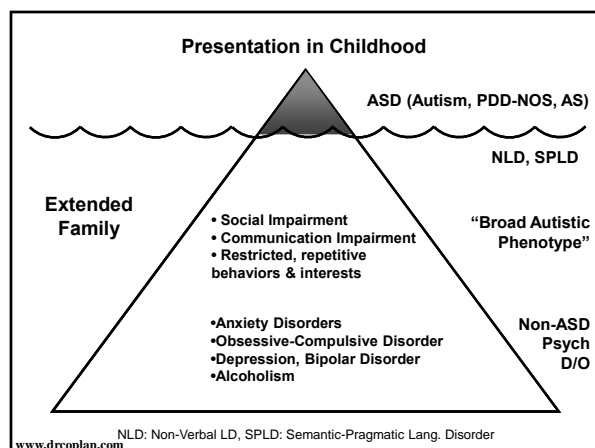 Presentation in Childhood
ASD (Autism, PDD-NOS, AS)
NLD, SPLD
Extended
Family
• Social Impairment
• Communication Impairment
• Restricted, repetitive
behaviors & interests
“Broad Autistic
Phenotype”
•Anxiety Disorders
•Obsessive-Compulsive Disorder
•Depression, Bipolar Disorder
•Alcoholism
Non-ASD
Psych
D/O
NLD: Non-Verbal LD, SPLD: Semantic-Pragmatic Lang. Disorder
www.drcoplan.com